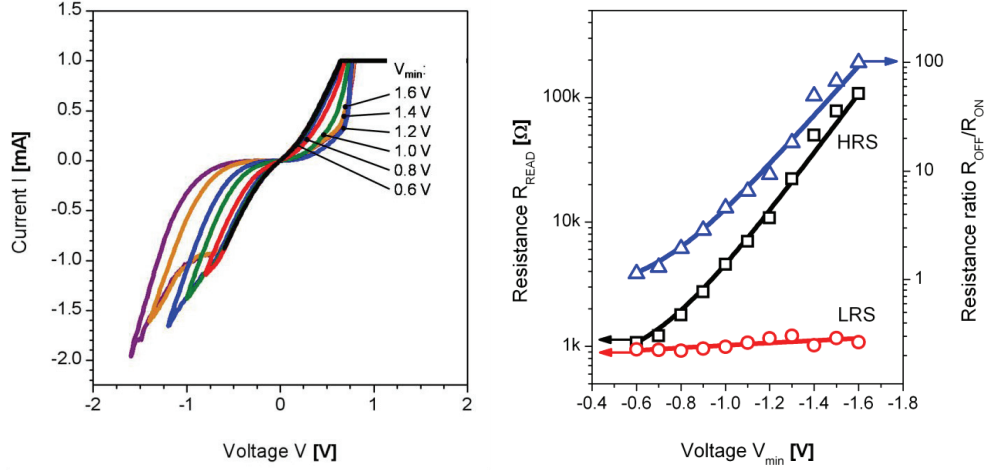 1.5
1.0
0.5
0.0
-0.5
-1.0
-1.5
-2.0
-2
-1
0
1
2
Current I [mA]
Voltage V [V]
Vmin:
1.6 V
1.4 V
1.2 V
1.0 V
0.8 V
0.6 V
100k
10k
1k
Resistance RREAD [Ω]
-0.4
-0.6
-0.8
-1.0
-1.2
-1.4
-1.6
-1.8
Voltage Vmin [V]
HRS
LRS
100
10
1
Resistance ratio ROFF/RON